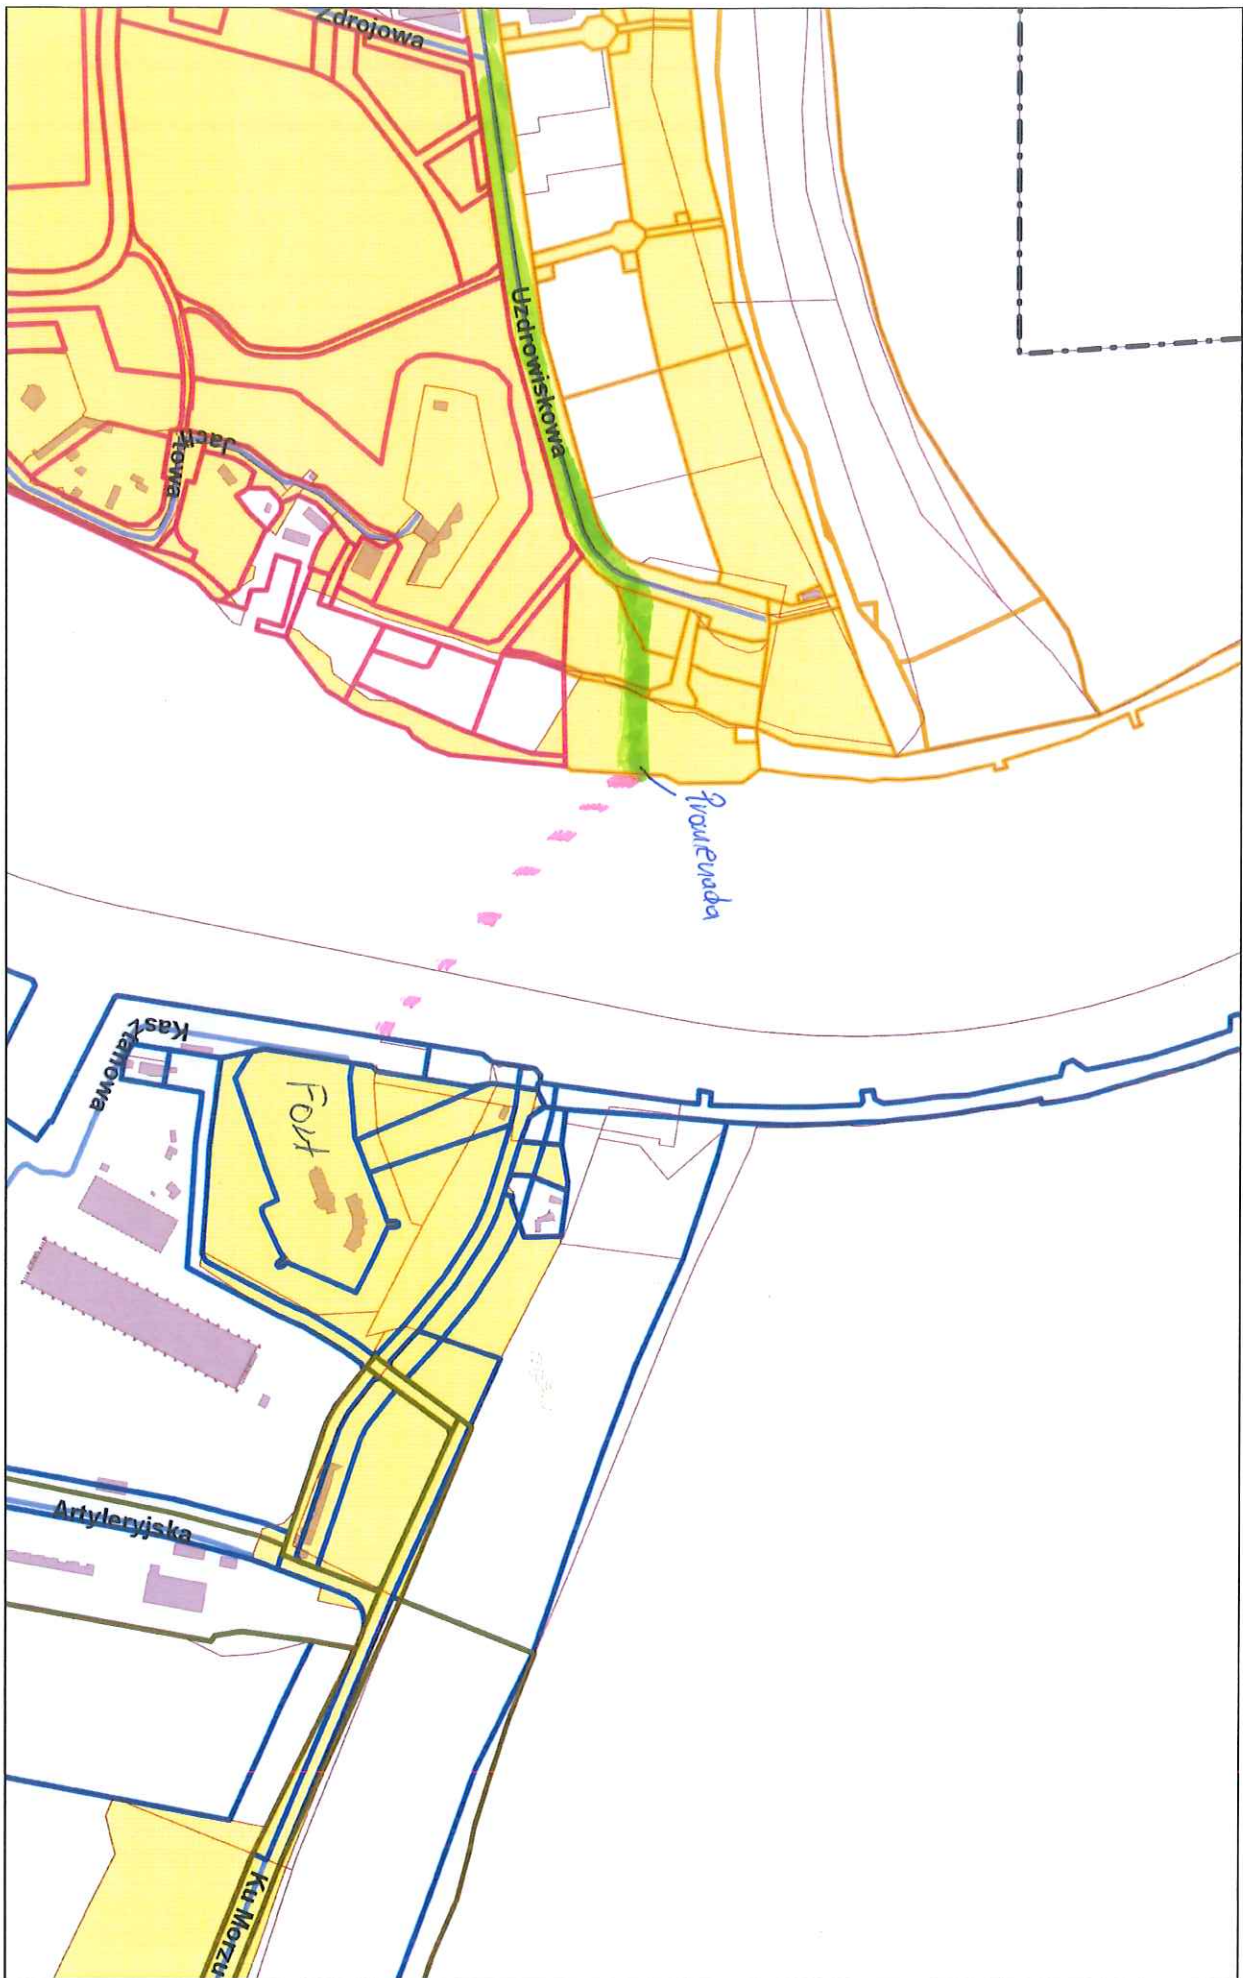 Zdrojowa
Uzdrowiskowa
Jachtowa
Promenada
Kasztanowa
Fort
Artyleryjska
Ku Morzu